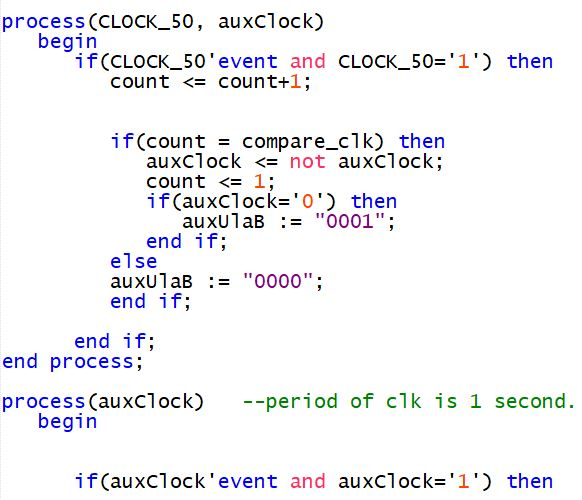 process(CLOCK_50, auxClock)
begin
if(CLOCK_50'event and CLOCK_50='1') then
count <= count+1;
if(count = compare_clk) then
auxClock <= not auxClock;
count <= 1;
if(auxClock='0') then
auxUlaB := "0001";
end if;
else
auxUlaB := "0000";
end if;
end if;
end process;
process(auxClock) --period of clk is 1 second.
begin
if(auxClock'event and auxClock='1') then